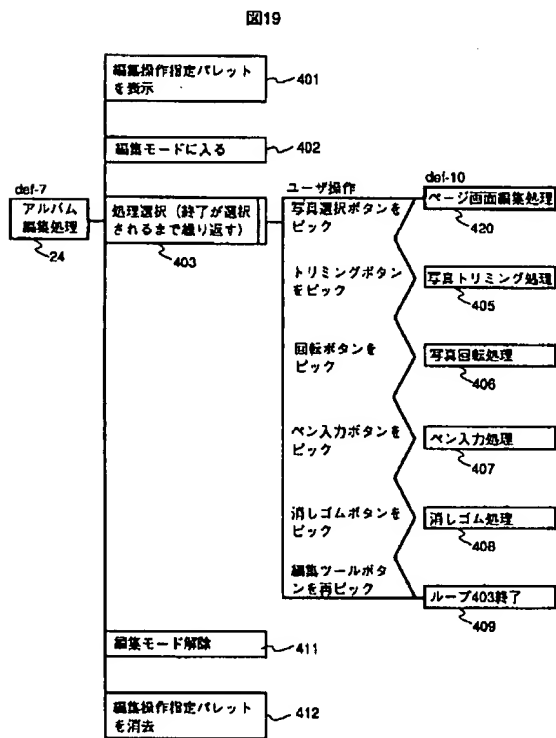 図19
編集操作指定パレット
を表示
401
編集モードに入る
402
def-7
アルバム
編集処理
24
処理選択（終了が選択
されるまで繰り返す）
403
ユーザ操作
写真選択ボタンを
ピック
def-10
ページ画面編集処理
420
トリミングボタン
をピック
写真トリミング処理
405
回転ボタンを
ピック
写真回転処理
406
ペン入力ボタンを
ピック
ペン入力処理
407
消しゴムボタンを
ピック
消しゴム処理
408
編集ツールボタ
ンを再ピック
ループ403終了
409
編集モード解除
411
編集操作指定パレット
を消去
412